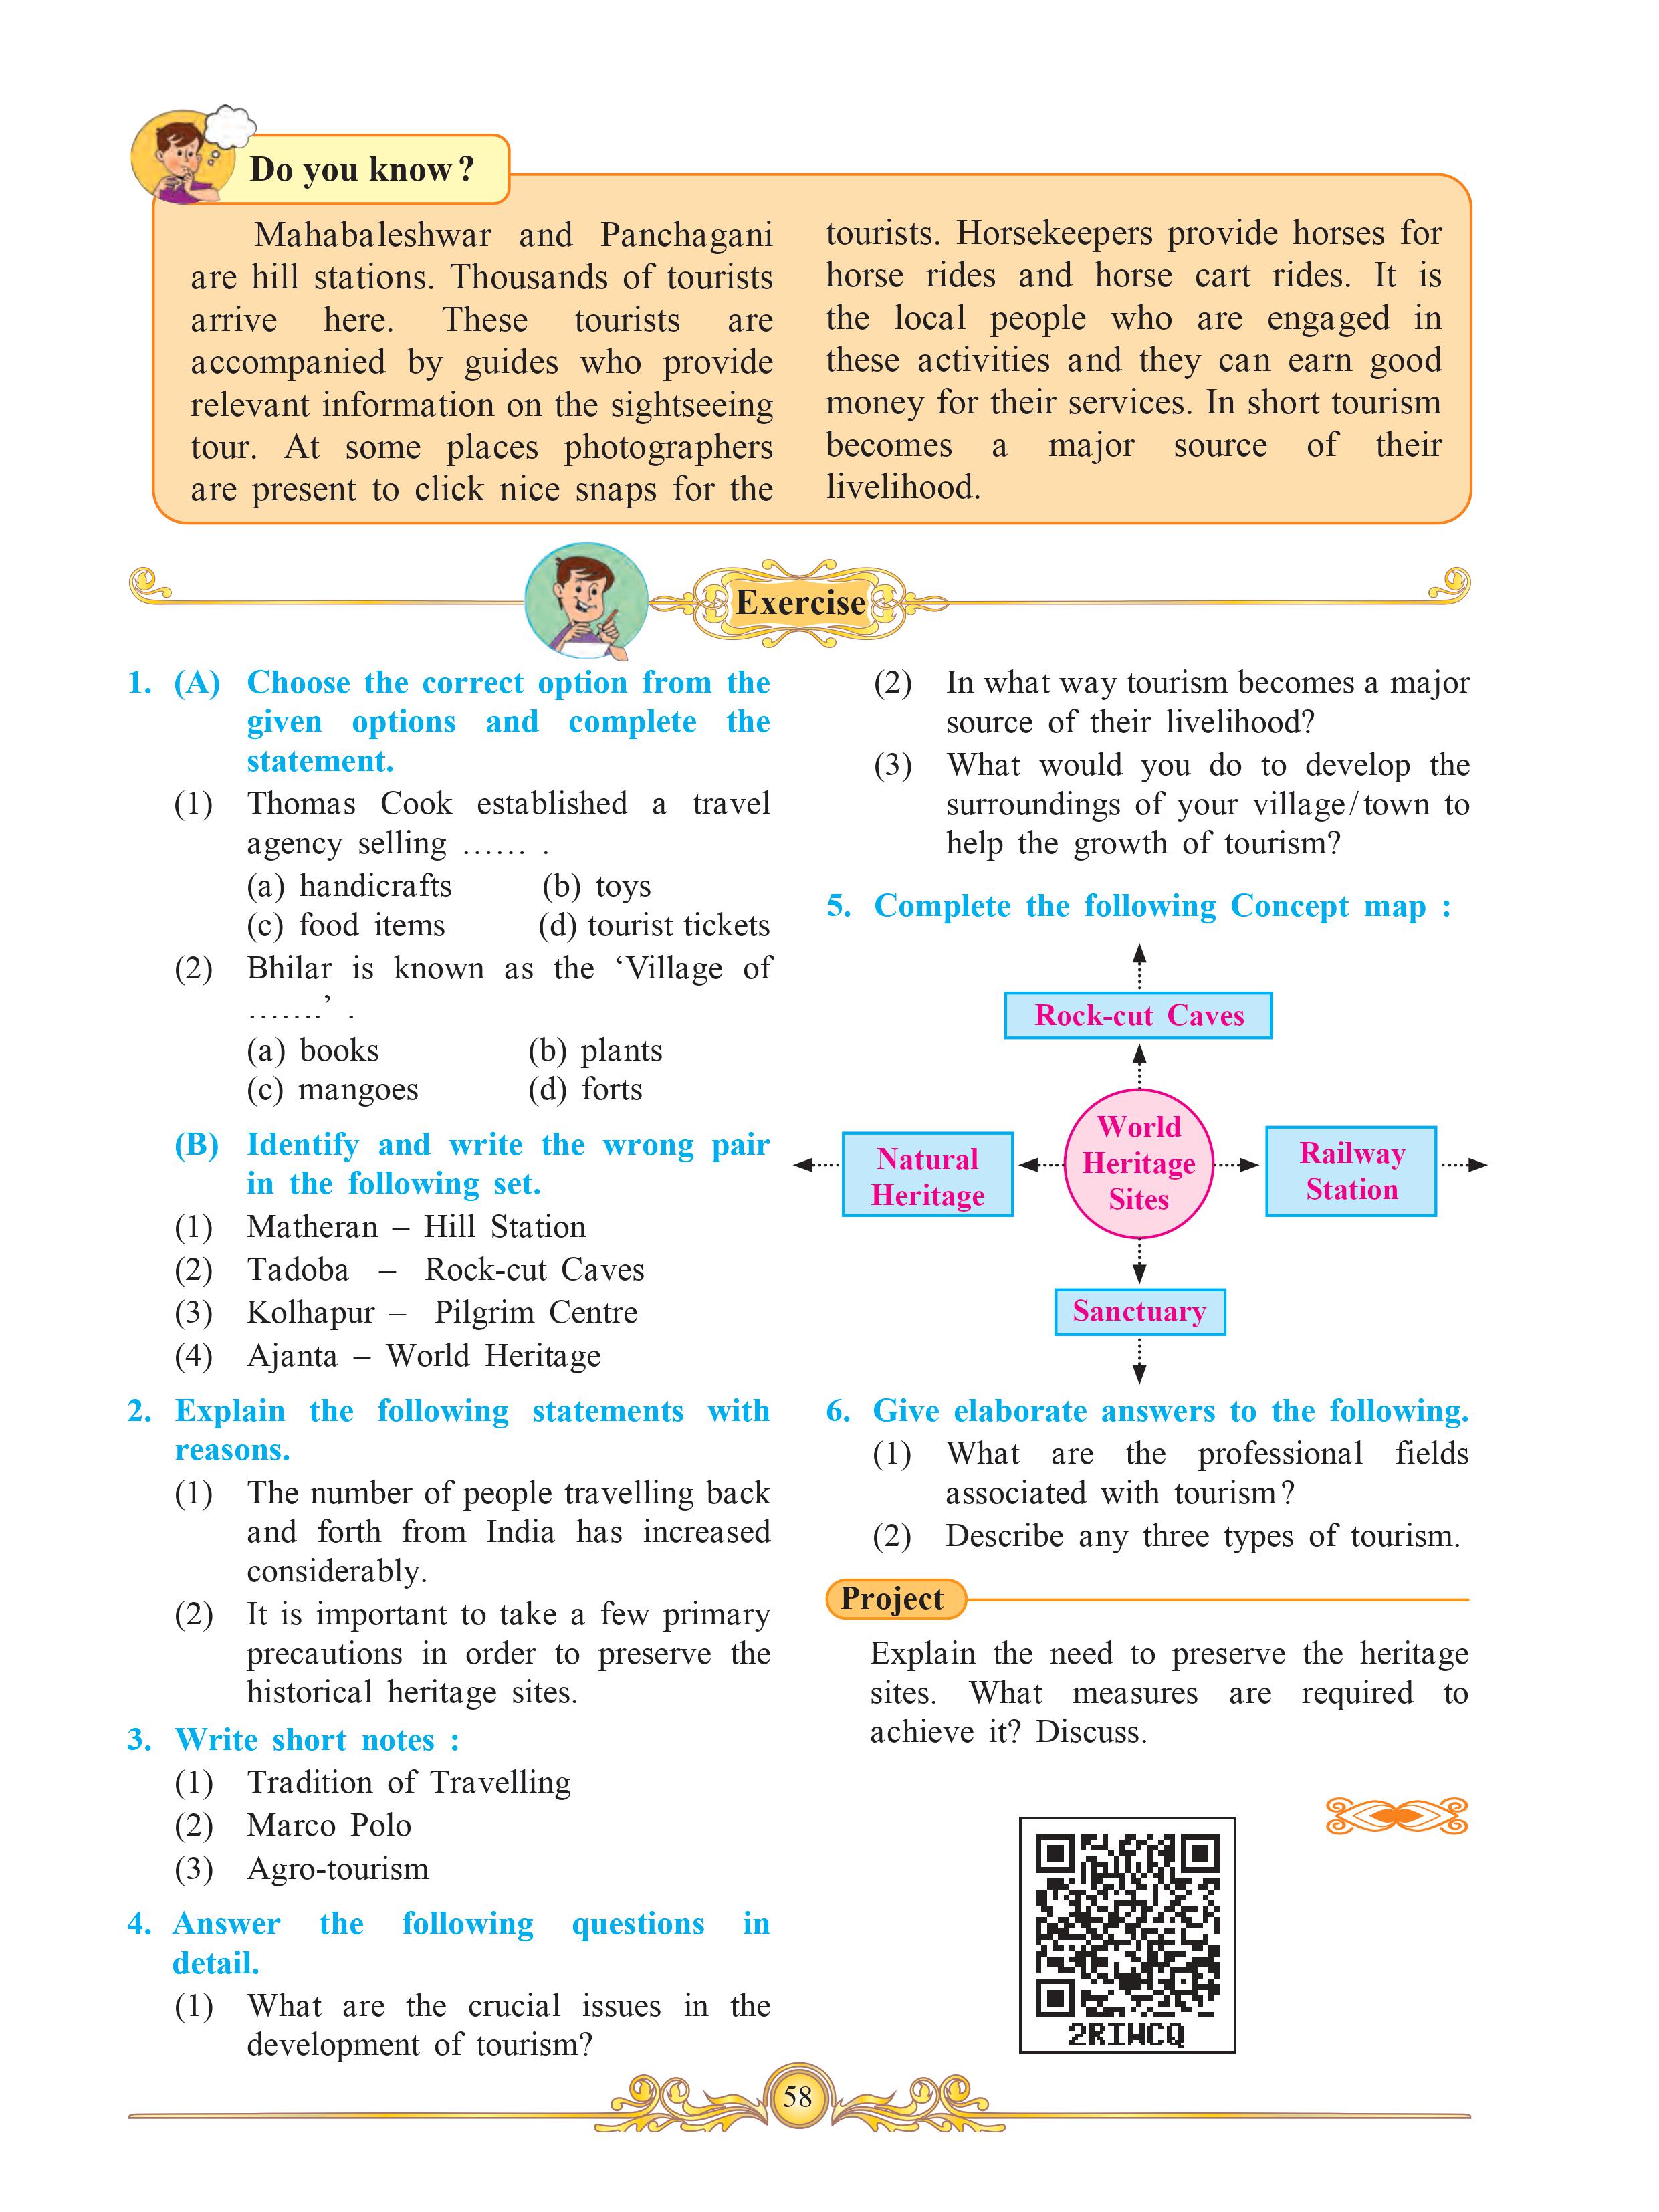 Do you know?
Mahabaleshwar and Panchagani
are hill stations. Thousands of tourists
arrive here. These tourists are
accompanied by guides who provide
relevant information on the sightseeing
tour. At some places photographers
are present to click nice snaps for the
tourists. Horsekeepers provide horses for
horse rides and horse cart rides. It is
the local people who are engaged in
these activities and they can earn good
money for their services. In short tourism
becomes a major source of their
livelihood.
Exercise
1. (A) Choose the correct option from the
given options and complete the
statement.
(1) Thomas Cook established a travel
agency selling ...... .
(a) handicrafts (b) toys
(c) food items (d) tourist tickets
(2) Bhilar is known as the ‘Village of
.......’ .
(a) books (b) plants
(c) mangoes (d) forts
(B) Identify and write the wrong pair
in the following set.
(1) Matheran – Hill Station
(2) Tadoba – Rock-cut Caves
(3) Kolhapur – Pilgrim Centre
(4) Ajanta – World Heritage
2. Explain the following statements with
reasons.
(1) The number of people travelling back
and forth from India has increased
considerably.
(2) It is important to take a few primary
precautions in order to preserve the
historical heritage sites.
3. Write short notes :
(1) Tradition of Travelling
(2) Marco Polo
(3) Agro-tourism
4. Answer the following questions in
detail.
(1) What are the crucial issues in the
development of tourism?
(2) In what way tourism becomes a major
source of their livelihood?
(3) What would you do to develop the
surroundings of your village/town to
help the growth of tourism?
5. Complete the following Concept map :
Rock-cut Caves
World
Heritage
Sites
Natural
Heritage
Railway
Station
Sanctuary
6. Give elaborate answers to the following.
(1) What are the professional fields
associated with tourism?
(2) Describe any three types of tourism.
Project
Explain the need to preserve the heritage
sites. What measures are required to
achieve it? Discuss.
2RIWCQ
58